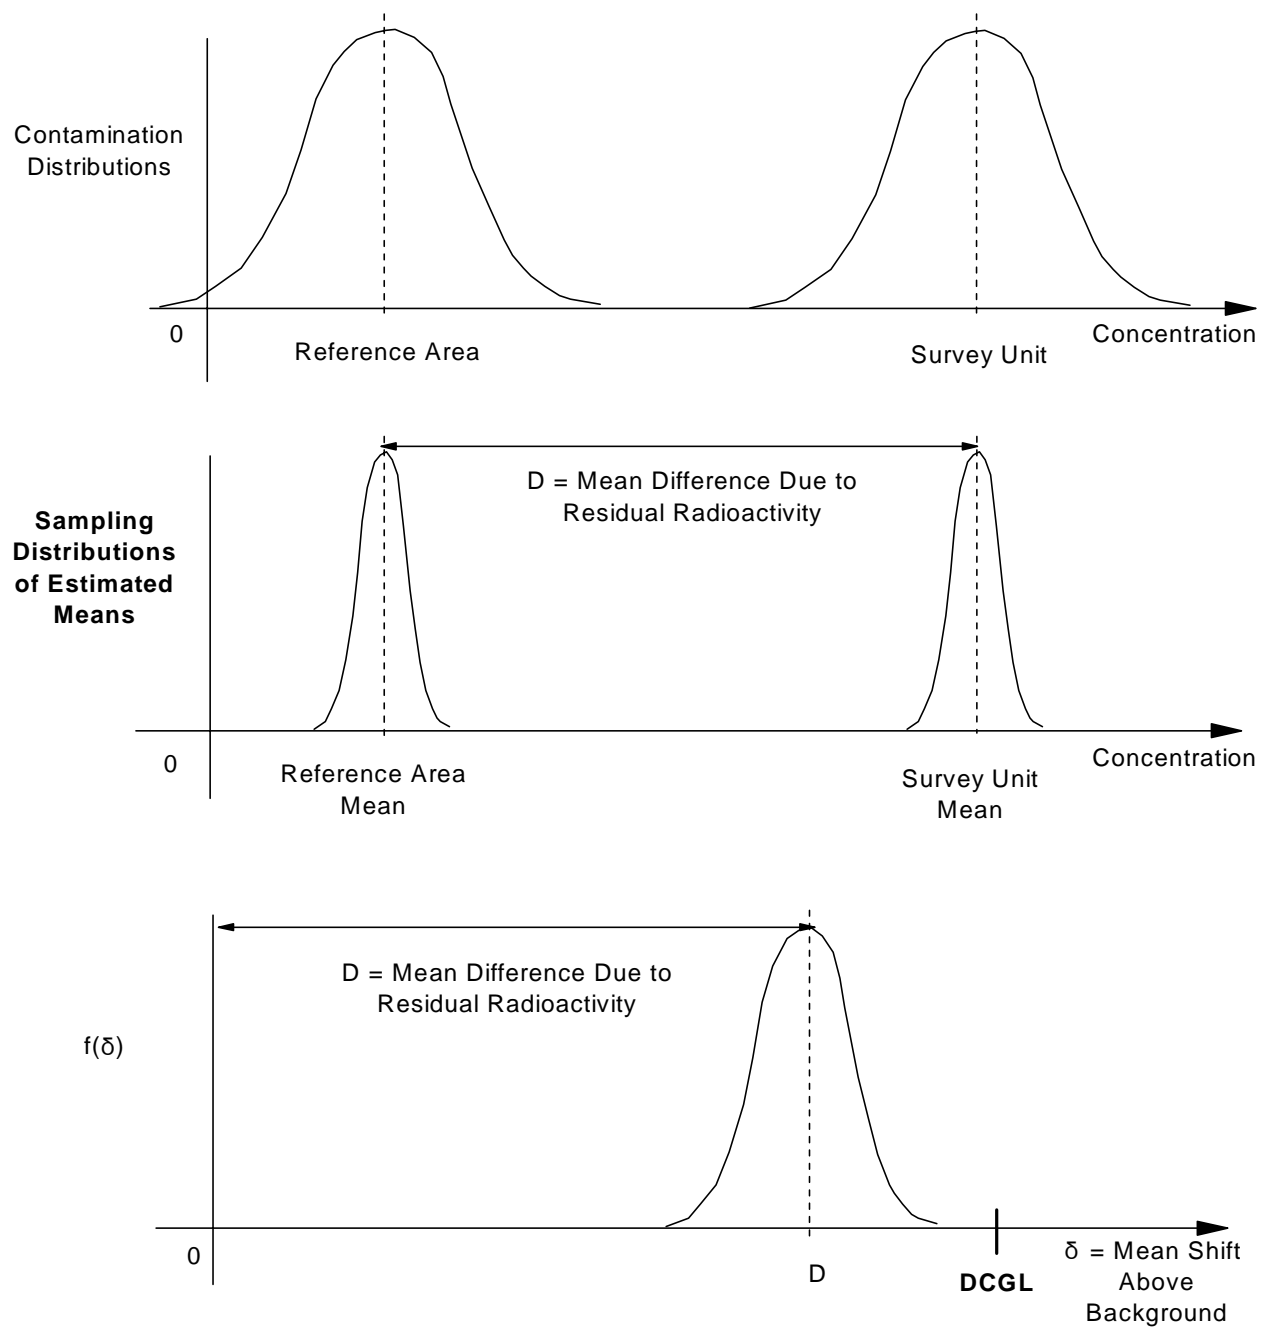 Contamination
Distributions
0
Reference Area
Survey Unit
Concentration
Sampling
Distributions
of Estimated
Means
D = Mean Difference Due to
Residual Radioactivity
0
Reference Area
Mean
Survey Unit
Mean
Concentration
D = Mean Difference Due to
Residual Radioactivity
f(δ)
0
D
DCGL
δ = Mean Shift
Above
Background